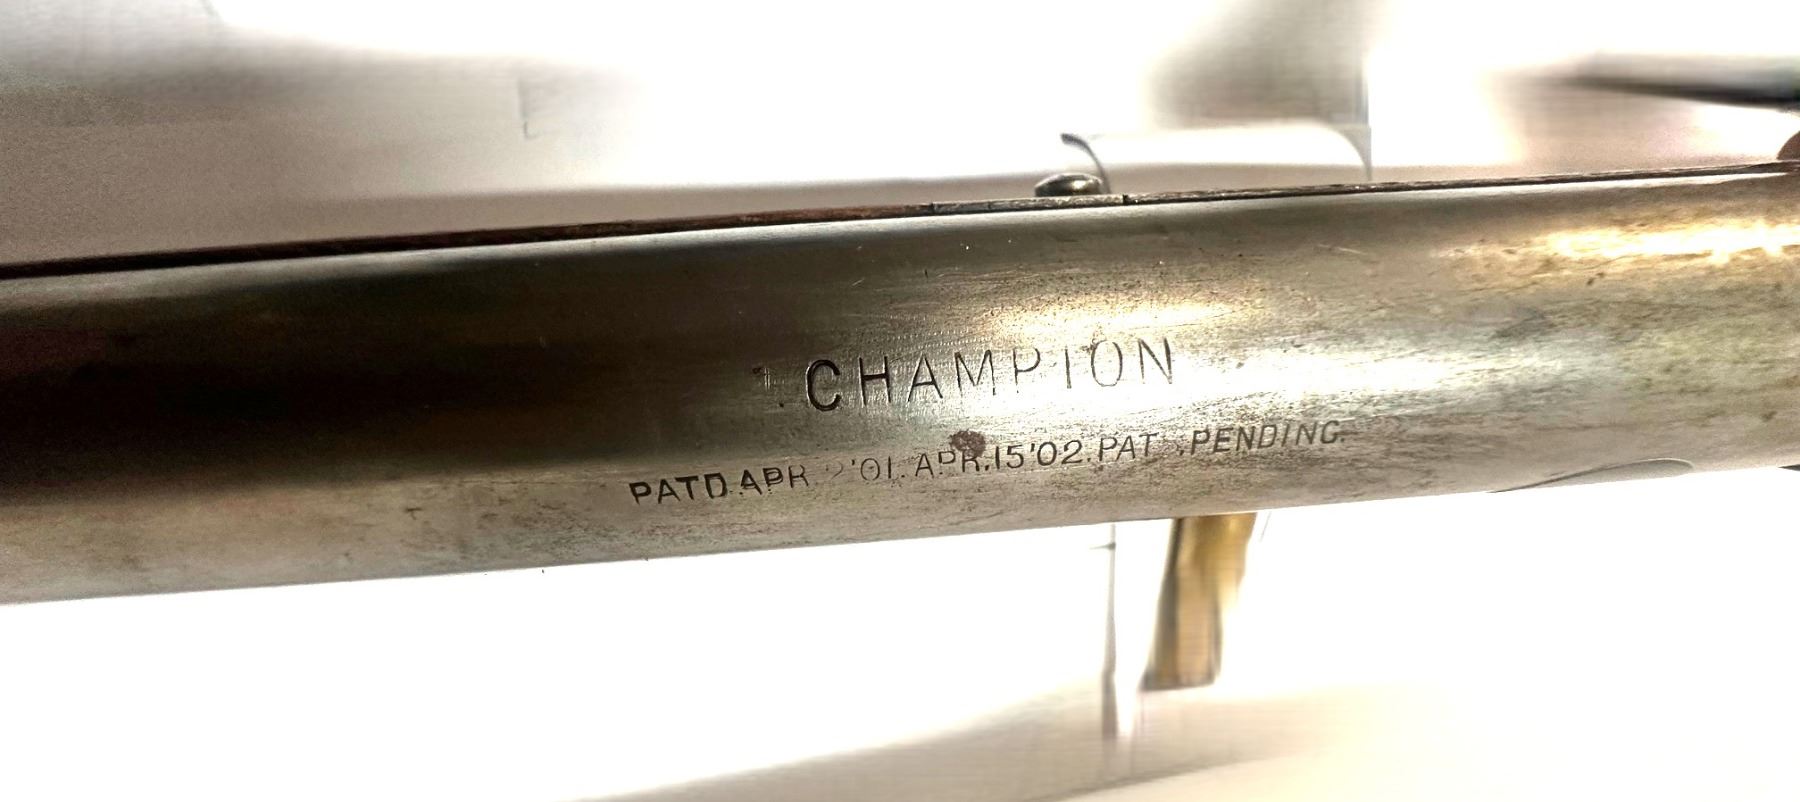 CHAMPION
PATD.APR 2'01. APR.15'02.PAT.PENDING.